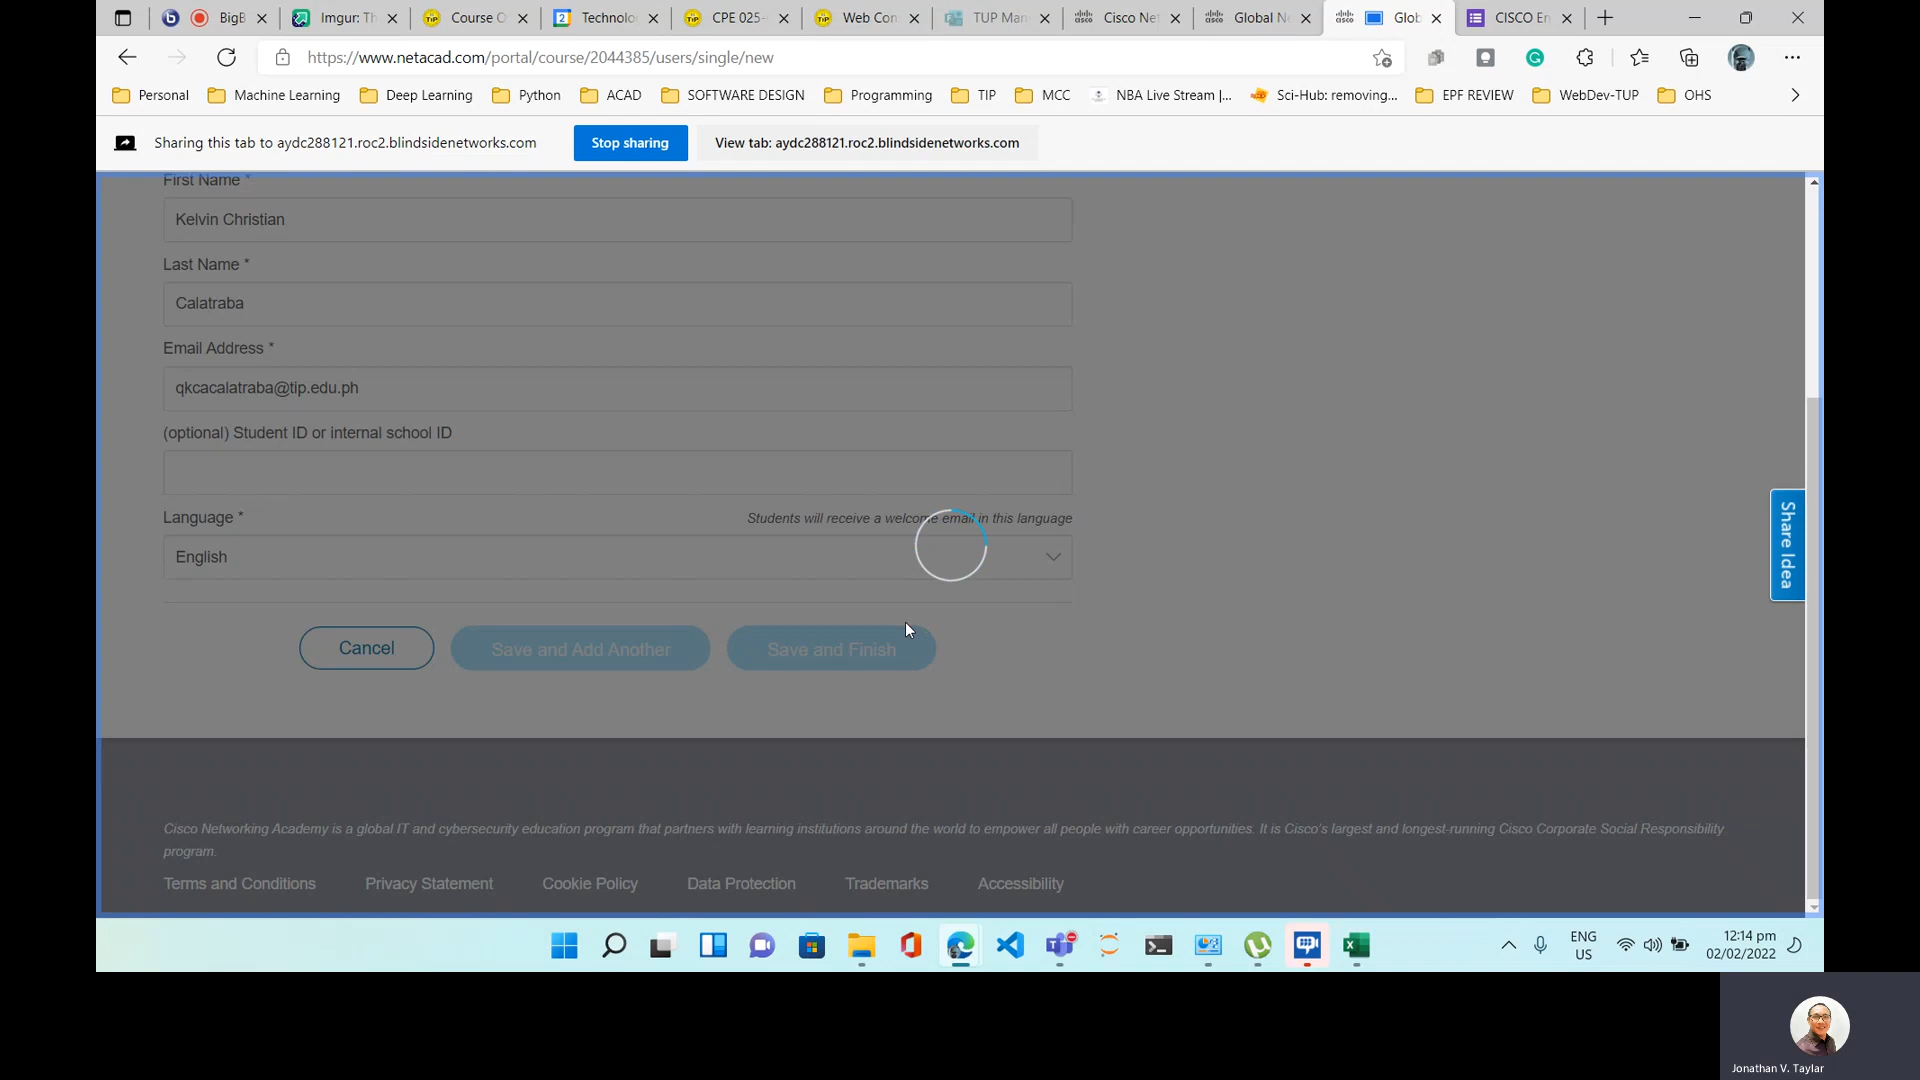 BigB
Imgur: Th
Course O
Technolo
CPE 025-
Web Con
TUP Man
Cisco Net
Global Ne
Glob
CISCO En
https://www.netacad.com/portal/course/2044385/users/single/new
Personal
Machine Learning
Deep Learning
Python
ACAD
SOFTWARE DESIGN
Programming
TIP
MCC
NBA Live Stream |...
Sci-Hub: removing...
EPF REVIEW
WebDev-TUP
OHS
Sharing this tab to aydc288121.roc2.blindsidenetworks.com
Stop sharing
View tab: aydc288121.roc2.blindsidenetworks.com
First Name *
Kelvin Christian
Last Name *
Calatraba
Email Address *
qkcacalatraba@tip.edu.ph
(optional) Student ID or internal school ID
Language *
Students will receive a welcome email in this language
English
Share Idea
Cancel
Save and Add Another
Save and Finish
Cisco Networking Academy is a global IT and cybersecurity education program that partners with learning institutions around the world to empower all people with career opportunities. It is Cisco's largest and longest-running Cisco Corporate Social Responsibility
program.
Terms and Conditions
Privacy Statement
Cookie Policy
Data Protection
Trademarks
Accessibility
ENG
US
12:14 pm
02/02/2022
Jonathan V. Taylar